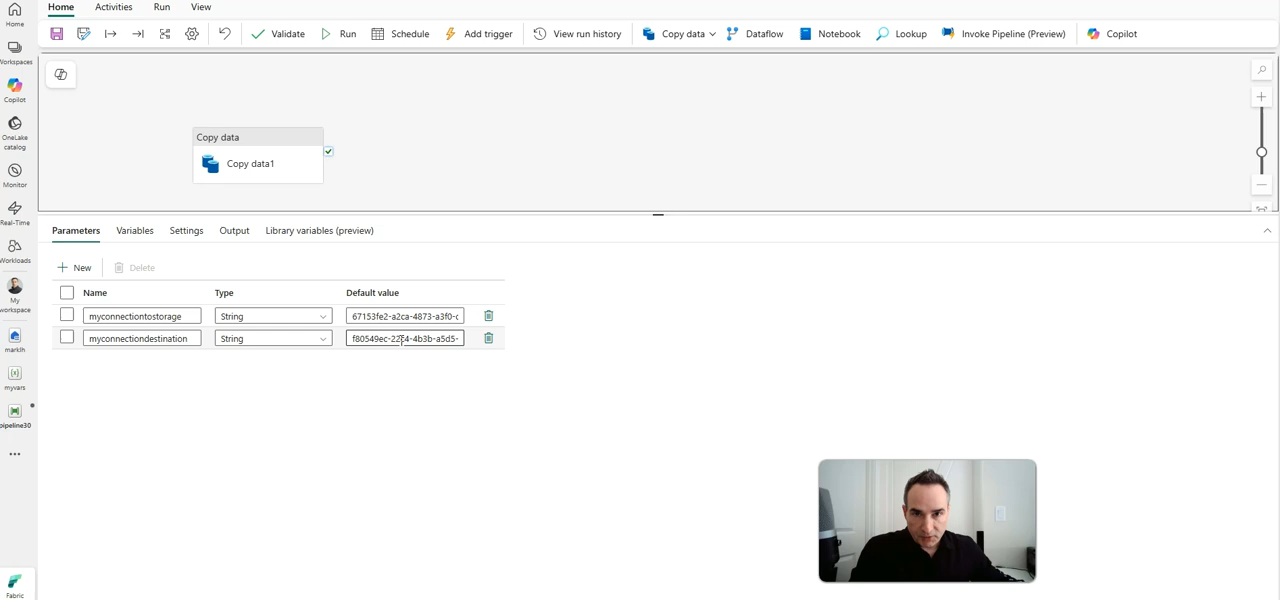 Home Activities Run View
Validate Run Schedule Add trigger View run history Copy data Dataflow Notebook Lookup Invoke Pipeline (Preview) Copilot
Home
Workspaces
Copilot
OneLake
catalog
Monitor
Real-Time
Workloads
My
workspace
marklh
myvars
pipeline30
Fabric
Copy data
Copy data1
Parameters Variables Settings Output Library variables (preview)
New Delete
Name Type Default value
myconnectiontostorage String 67153fe2-a2ca-4873-a3f0-c
myconnectiondestination String